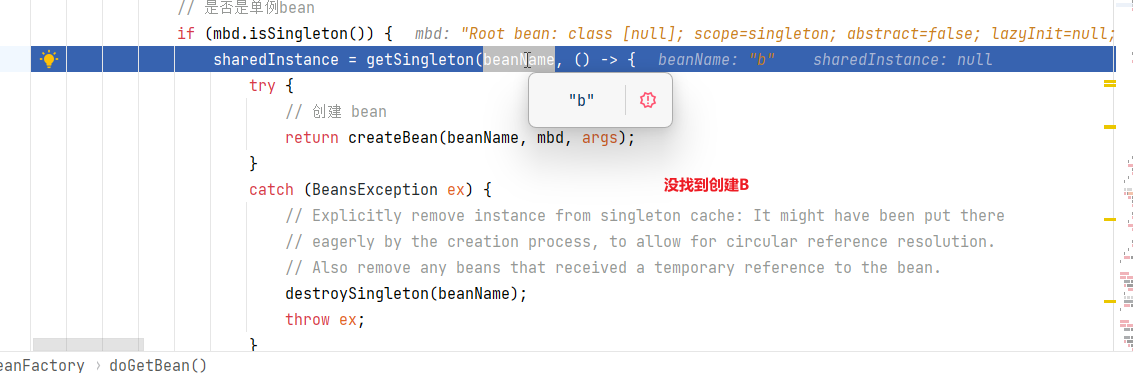 // 是否是单例bean
if (mbd.isSingleton()) {   mbd: "Root bean: class [null]; scope=singleton; abstract=false; lazyInit=null;
sharedInstance = getSingleton(beanName, () -> {   beanName: "b"   sharedInstance: null
try {
"b"
// 创建 bean
return createBean(beanName, mbd, args);
}
没找到创建B
catch (BeansException ex) {
// Explicitly remove instance from singleton cache: It might have been put there
// eagerly by the creation process, to allow for circular reference resolution.
// Also remove any beans that received a temporary reference to the bean.
destroySingleton(beanName);
throw ex;
}
eanFactory › doGetBean()